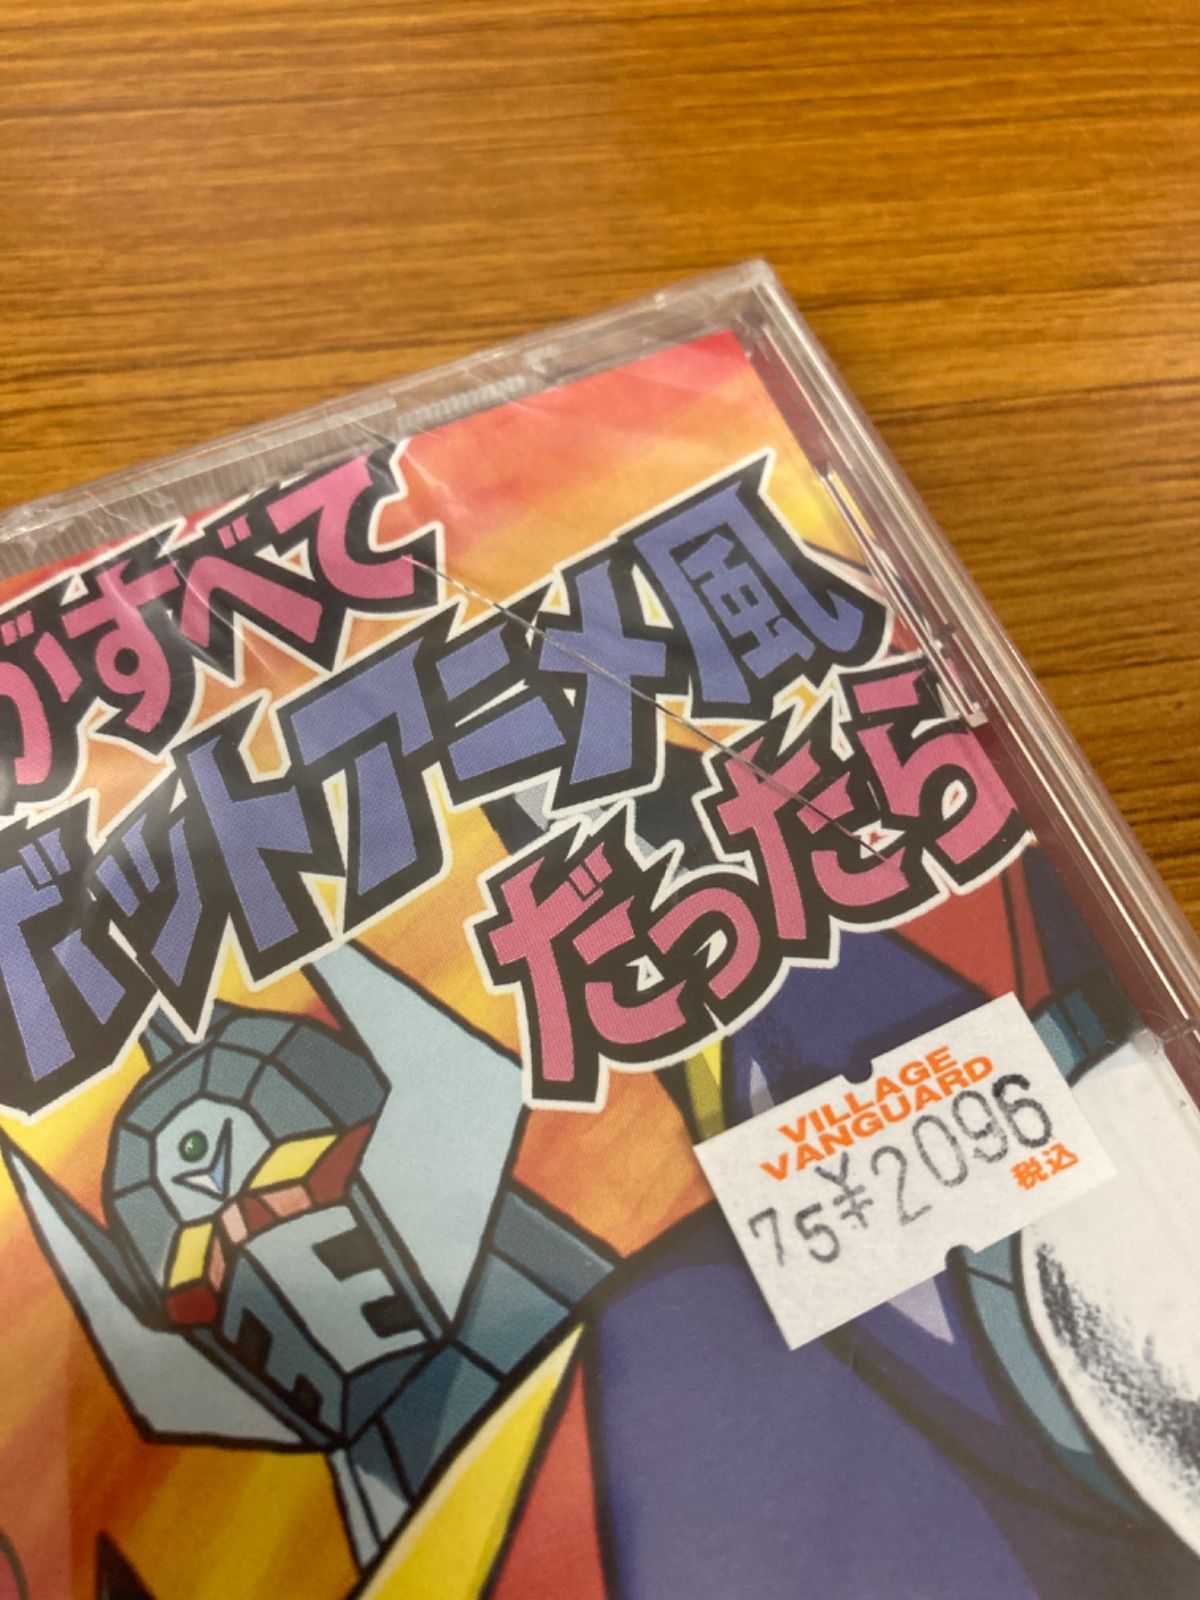 がすべて
ボットアニメ風
だったら
VILLAGE
VANGUARD
75¥2096
税込